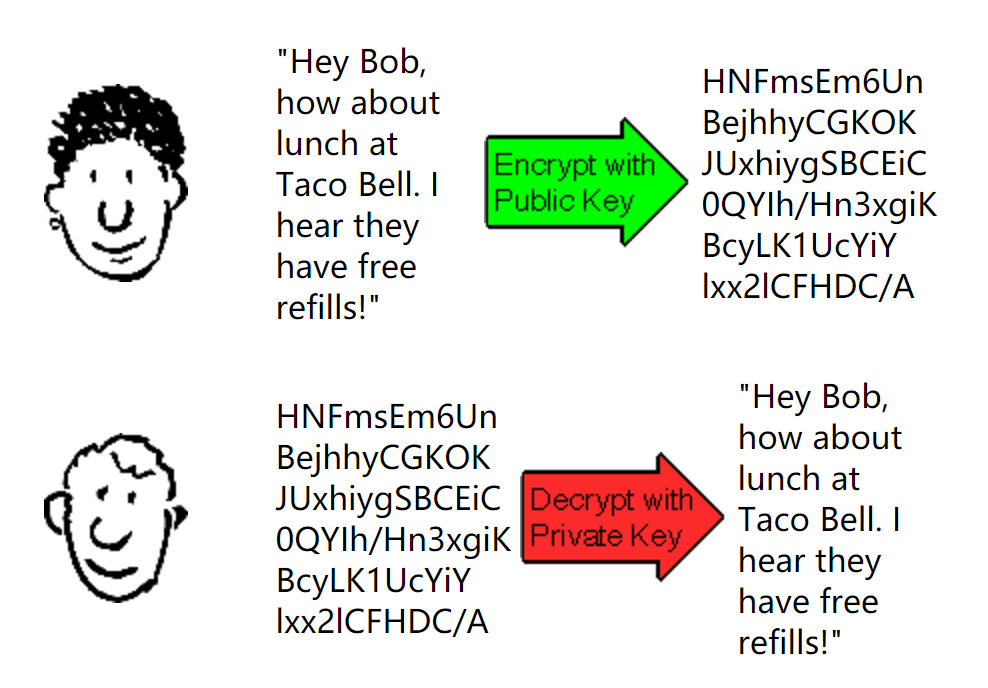 "Hey Bob,
how about
lunch at
Taco Bell. I
hear they
have free
refills!"
Encrypt with
Public Key
HNFmsEm6Un
BejhhyCGKOK
JUxhiygSBCEiC
0QYIh/Hn3xgiK
BcyLK1UcYiY
lxx2lCFHDC/A
HNFmsEm6Un
BejhhyCGKOK
JUxhiygSBCEiC
0QYIh/Hn3xgiK
BcyLK1UcYiY
lxx2lCFHDC/A
Decrypt with
Private Key
"Hey Bob,
how about
lunch at
Taco Bell. I
hear they
have free
refills!"